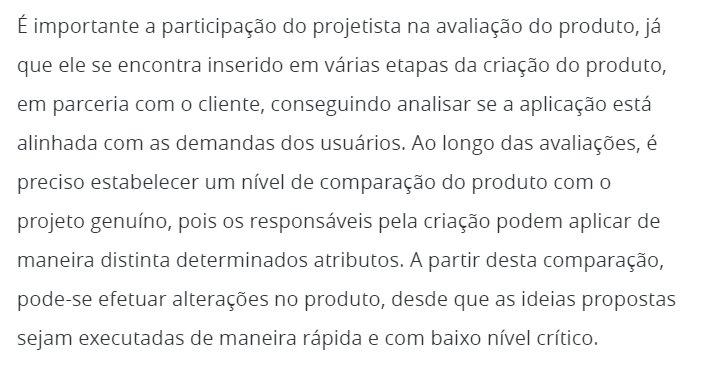 É importante a participação do projetista na avaliação do produto, já
que ele se encontra inserido em várias etapas da criação do produto,
em parceria com o cliente, conseguindo analisar se a aplicação está
alinhada com as demandas dos usuários. Ao longo das avaliações, é
preciso estabelecer um nível de comparação do produto com o
projeto genuíno, pois os responsáveis pela criação podem aplicar de
maneira distinta determinados atributos. A partir desta comparação,
pode-se efetuar alterações no produto, desde que as ideias propostas
sejam executadas de maneira rápida e com baixo nível crítico.